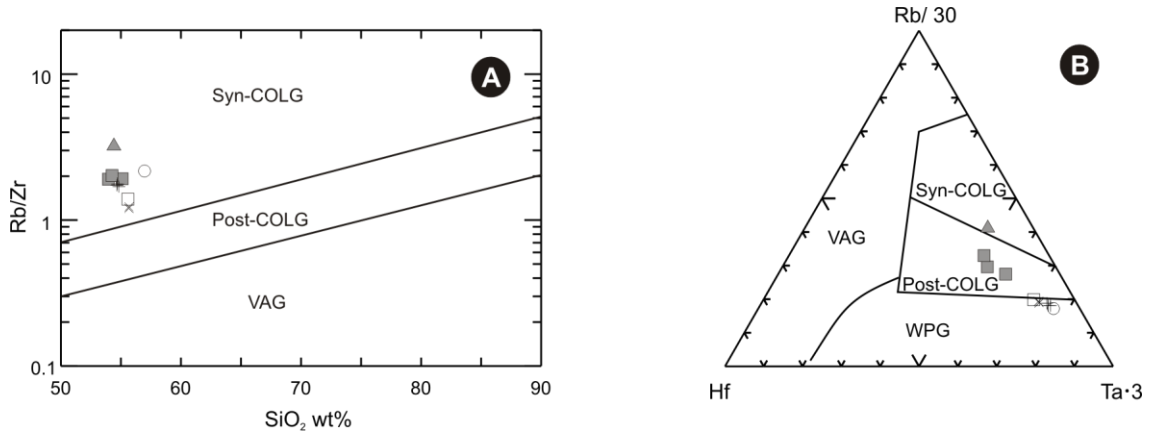 A
10
1
0.1
Rb/Zr
Syn-COLG
Post-COLG
VAG
50 60 70 80 90
SiO₂ wt%
Rb/ 30
B
Syn-COLG
VAG
Post-COLG
WPG
Hf
Ta·3